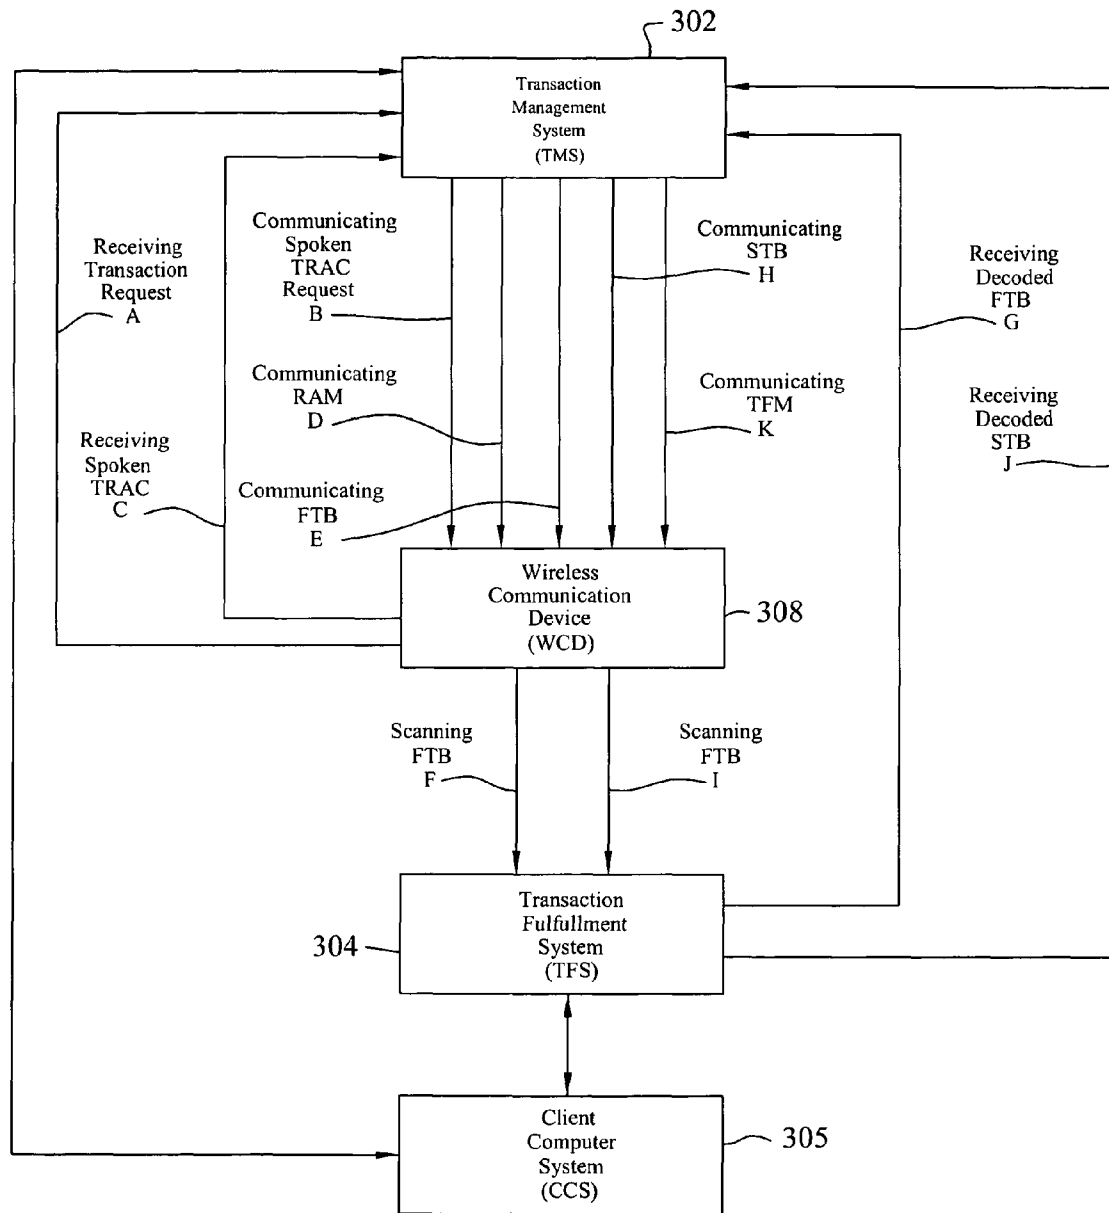 302
Transaction
Management
System
(TMS)
Communicating
Spoken
TRAC
Request
B
Communicating
STB
H
Receiving
Transaction
Request
A
Receiving
Decoded
FTB
G
Communicating
RAM
D
Communicating
TFM
K
Receiving
Decoded
STB
J
Receiving
Spoken
TRAC
C
Communicating
FTB
E
Wireless
Communication
Device
(WCD)
308
Scanning
FTB
F
Scanning
FTB
I
304
Transaction
Fulfullment
System
(TFS)
Client
Computer
System
(CCS)
305